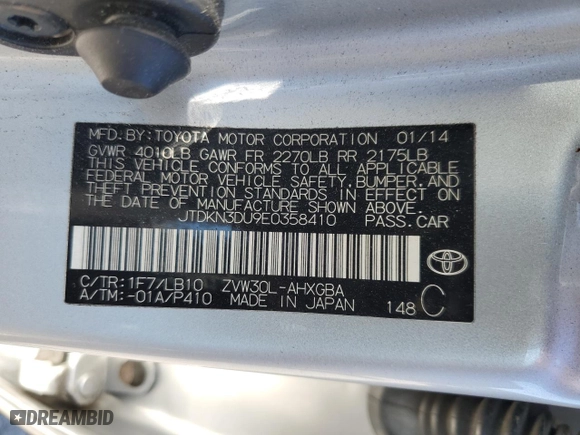 MFD.BY:TOYOTA MOTOR CORPORATION 01/14
GVWR 4010LB GAWR FR 2270LB RR 2175LB
THIS VEHICLE CONFORMS TO ALL APPLICABLE
FEDERAL MOTOR VEHICLE SAFETY, BUMPER, AND
THEFT PREVENTION STANDARDS IN EFFECT ON
THE DATE OF MANUFACTURE SHOWN ABOVE.
JTDKN3DU9E0358410 PASS.CAR
C/TR:1F7/LB10 ZVW30L-AHXGBA
A/TM:-01A/P410 MADE IN JAPAN 148 C
TOYOTA
DREAMBID